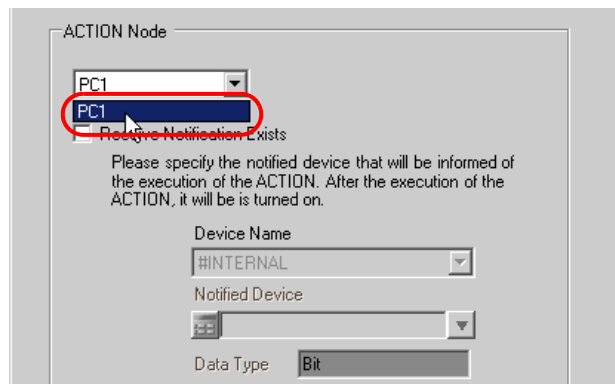 ACTION Node
PC1
PC1
Receive Notification Exists
Please specify the notified device that will be informed of
the execution of the ACTION. After the execution of the
ACTION, it will be is turned on.
Device Name
#INTERNAL
Notified Device
Data Type Bit